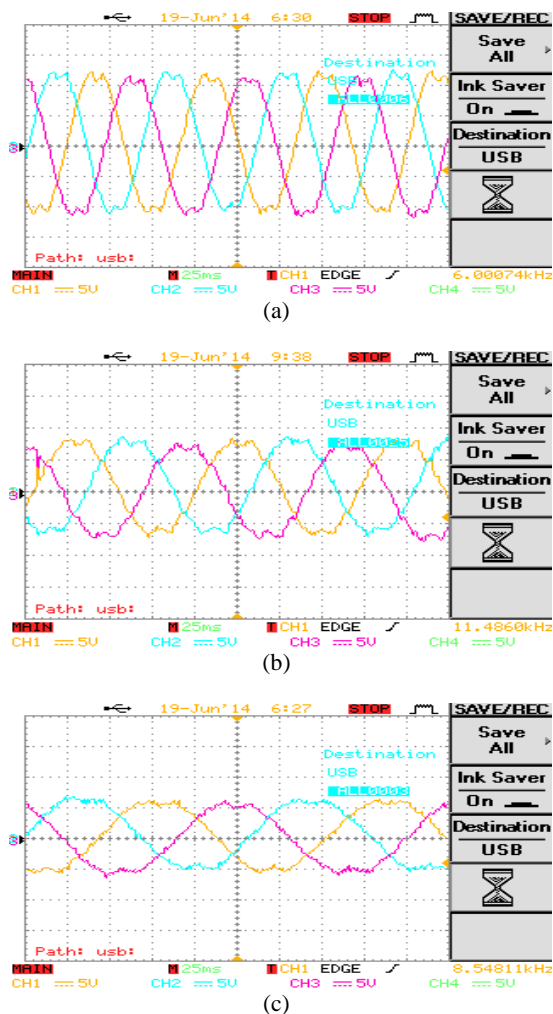 19-Jun'14 6:30 STOP SAVE/REC
Save
All
Destination
USB
ALL0006
Ink Saver
On
Destination
USB
Path: usb:
MAIN M 25ms T CH1 EDGE 6.00074kHz
CH1 5V CH2 5V CH3 5V CH4 5V
(a)
19-Jun'14 9:38 STOP SAVE/REC
Save
All
Destination
USB
ALL0025
Ink Saver
On
Destination
USB
Path: usb:
MAIN M 25ms T CH1 EDGE 11.4860kHz
CH1 5V CH2 5V CH3 5V CH4 5V
(b)
19-Jun'14 6:27 STOP SAVE/REC
Save
All
Destination
USB
ALL0003
Ink Saver
On
Destination
USB
Path: usb:
MAIN M 25ms T CH1 EDGE 8.54811kHz
CH1 5V CH2 5V CH3 5V CH4 5V
(c)